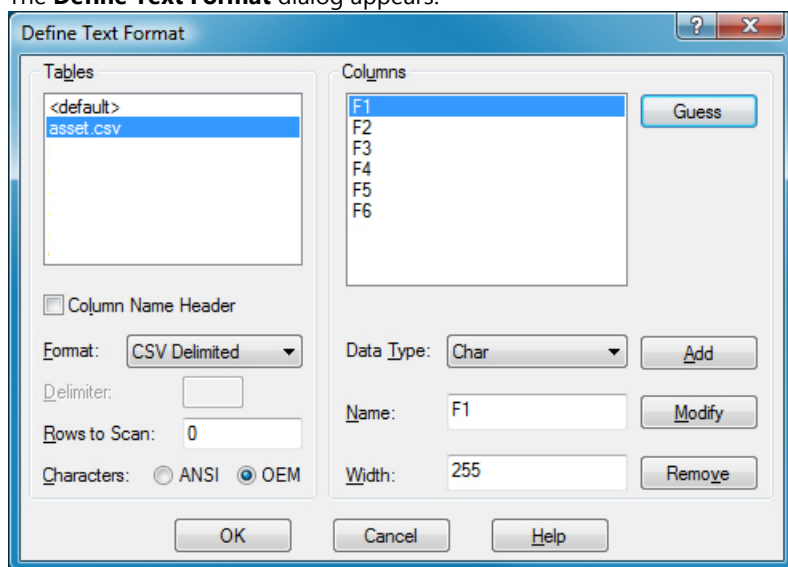 The Define Text Format dialog appears.
Define Text Format
Tables
<default>
asset.csv
Column Name Header
Format: CSV Delimited
Delimiter:
Rows to Scan: 0
Characters: ANSI OEM
Columns
F1
F2
F3
F4
F5
F6
Guess
Data Type: Char
Add
Name: F1
Modify
Width: 255
Remove
OK Cancel Help